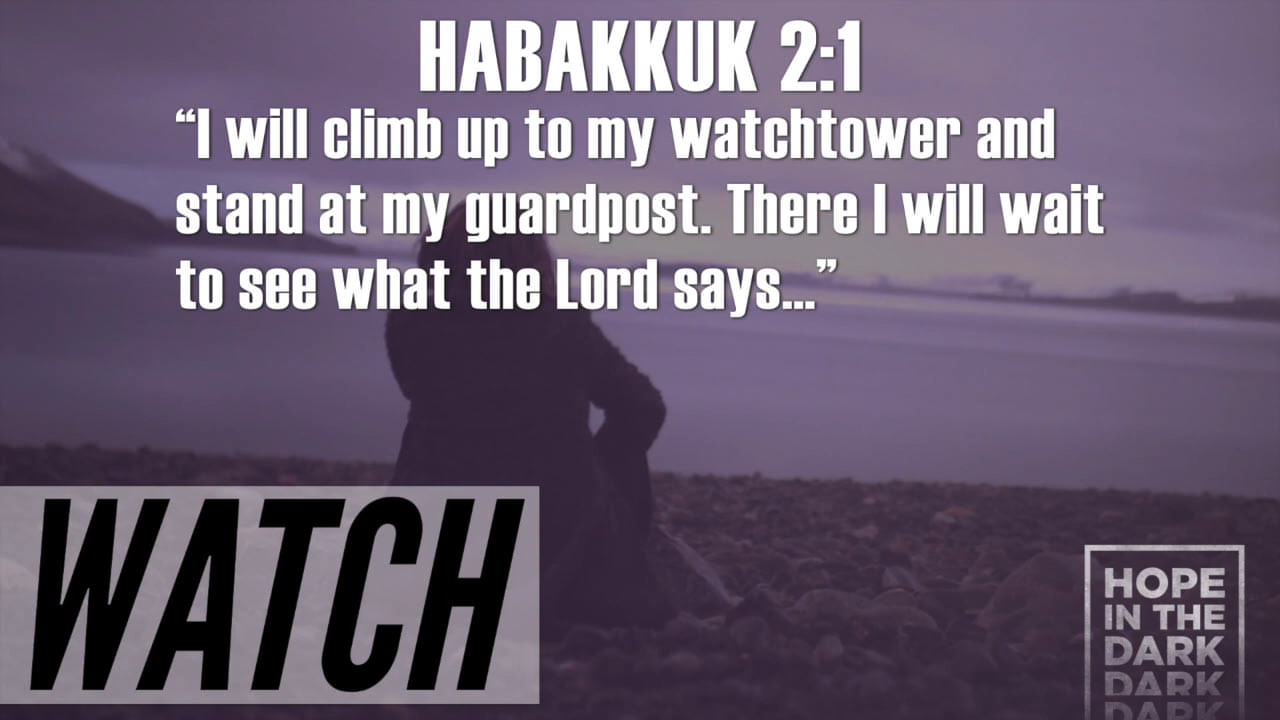 HABAKKUK 2:1
“I will climb up to my watchtower and
stand at my guardpost. There I will wait
to see what the Lord says...”
WATCH
HOPE
IN THE
DARK
DARK
DARK